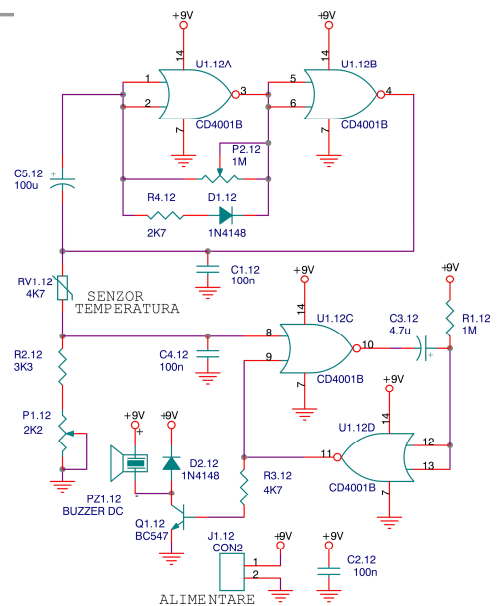 +9V
+9V
14
U1.12A
14
U1.12B
1
2
3
5
6
4
7
CD4001B
7
CD4001B
P2.12
1M
C5.12
+
100u
R4.12
D1.12
2K7
1N4148
C1.12
100n
RV1.12
4K7
SENZOR
TEMPERATURA
+9V
+9V
14
U1.12C
C3.12
4.7u
+
R1.12
1M
8
9
10
R2.12
3K3
C4.12
100n
7
CD4001B
+9V
14
P1.12
2K2
+9V
+
+9V
U1.12D
11
12
13
D2.12
1N4148
R3.12
4K7
CD4001B
7
PZ1.12
BUZZER DC
Q1.12
BC547
J1.12
CON2
+9V
+9V
1
2
C2.12
100n
ALIMENTARE